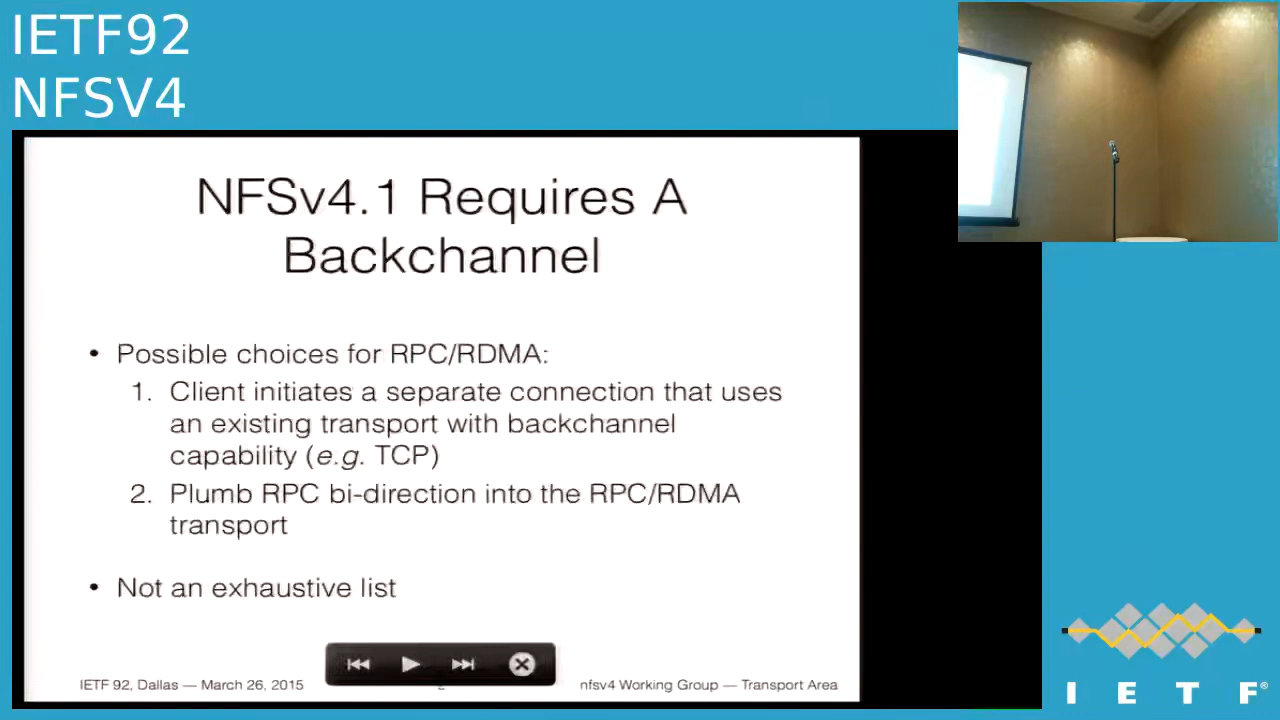 IETF92
NFSV4
NFSv4.1 Requires A
Backchannel
• Possible choices for RPC/RDMA:
1. Client initiates a separate connection that uses
an existing transport with backchannel
capability (e.g. TCP)
2. Plumb RPC bi-direction into the RPC/RDMA
transport
• Not an exhaustive list
IETF 92, Dallas — March 26, 2015
nfsv4 Working Group — Transport Area
I E T F®